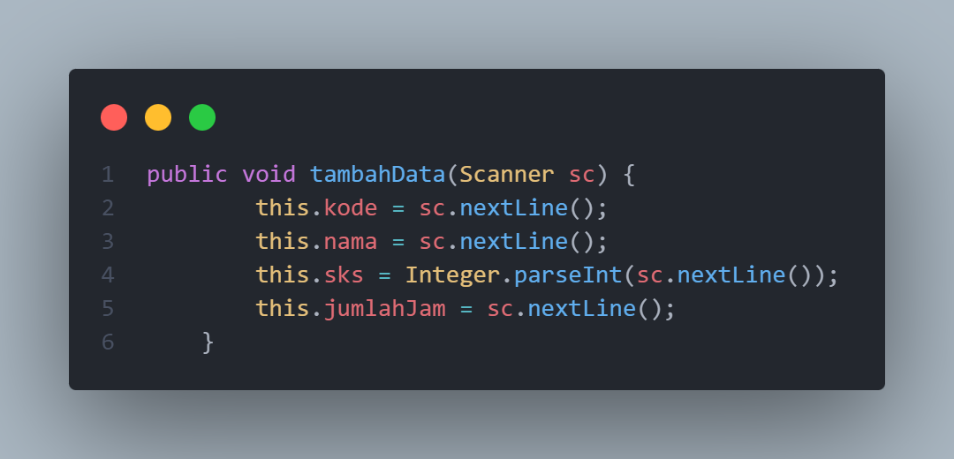 1 public void tambahData(Scanner sc) {
2         this.kode = sc.nextLine();
3         this.nama = sc.nextLine();
4         this.sks = Integer.parseInt(sc.nextLine());
5         this.jumlahJam = sc.nextLine();
6     }